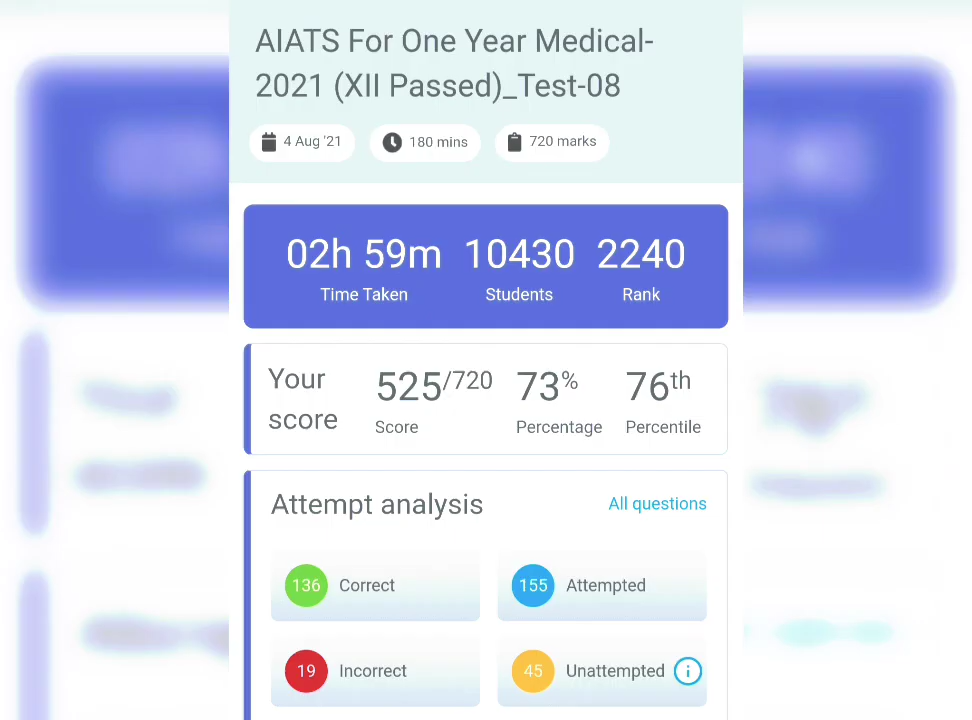 AIATS For One Year Medical-
2021 (XII Passed)_Test-08
4 Aug '21 180 mins 720 marks
02h 59m 10430 2240
Time Taken Students Rank
Your score
525/720 73% 76th
Score Percentage Percentile
Attempt analysis All questions
136 Correct 155 Attempted
19 Incorrect 45 Unattempted